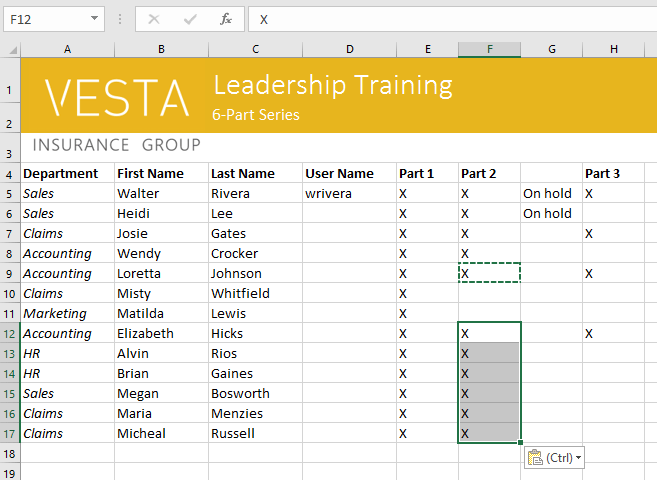 F12 fx X
A B C D E F G H
1 VESTA Leadership Training
2 6-Part Series
3 INSURANCE GROUP
4 Department First Name Last Name User Name Part 1 Part 2 Part 3
5 Sales Walter Rivera wrivera X X On hold X
6 Sales Heidi Lee X X On hold
7 Claims Josie Gates X X X
8 Accounting Wendy Crocker X X
9 Accounting Loretta Johnson X X X
10 Claims Misty Whitfield X
11 Marketing Matilda Lewis X
12 Accounting Elizabeth Hicks X X X
13 HR Alvin Rios X X
14 HR Brian Gaines X X
15 Sales Megan Bosworth X X
16 Claims Maria Menzies X X
17 Claims Micheal Russell X X
18 (Ctrl)
19